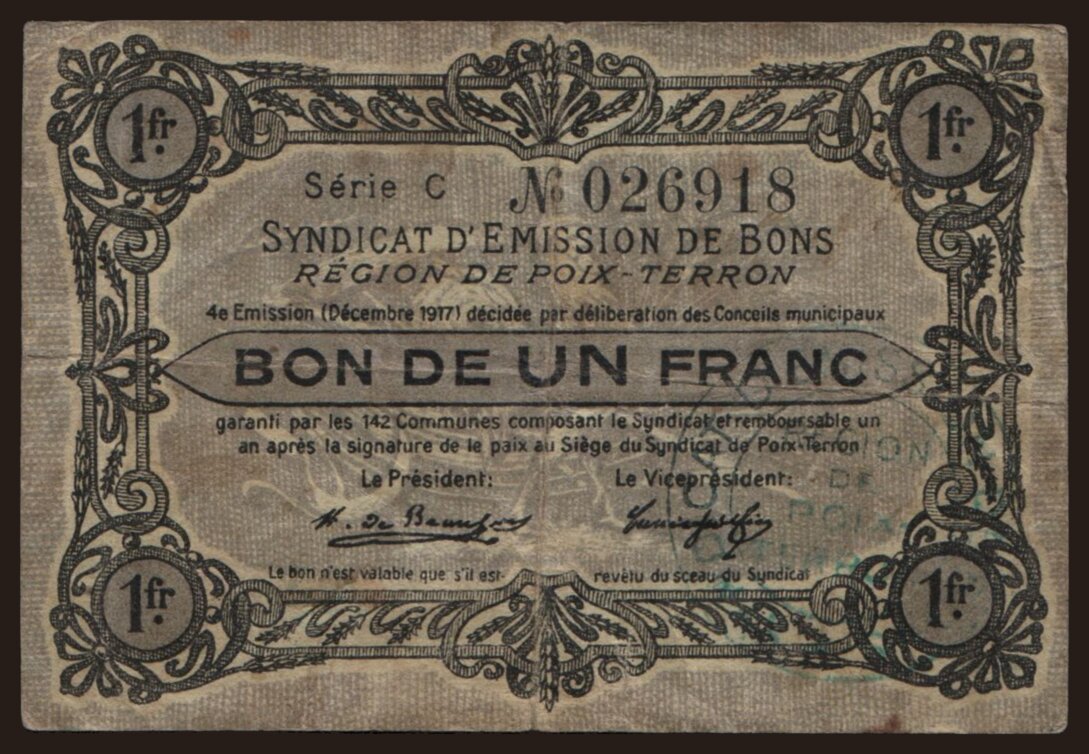 1fr. 1fr.
Série C № 026918
SYNDICAT D'EMISSION DE BONS
RÉGION DE POIX-TERRON
4e Emission (Décembre 1917) décidée par déliberation des Conceils municipaux
BON DE UN FRANC
garanti par les 142 Communes composant le Syndicat et remboursable un
an après la signature de la paix au Siège du Syndicat de Poix-Terron
Le Président: Le Viceprésident:
Le bon n'est valable que s'il est revêtu du sceau du Syndicat
1fr. 1fr.